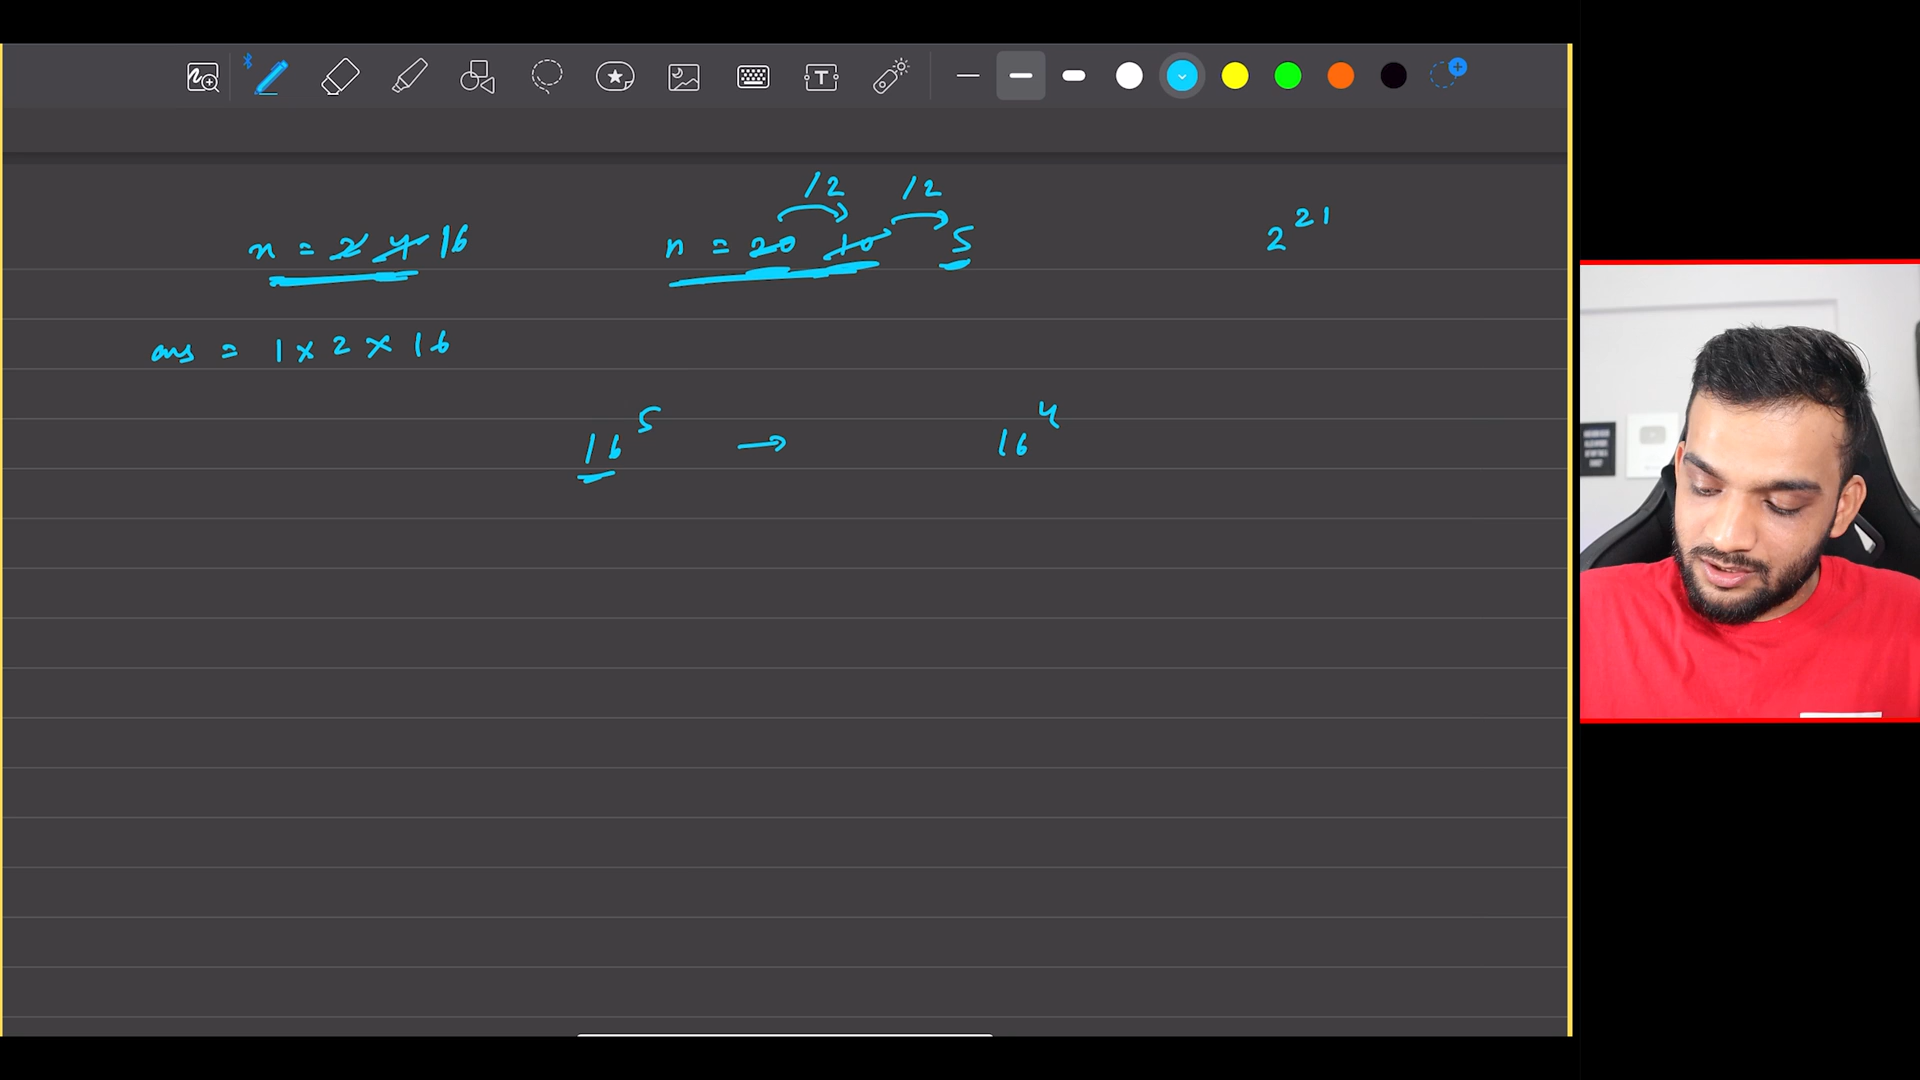 /2 /2
x = 2 4 16 n = 20 10 5 2^21
ans = 1 x 2 x 16
16^5 → 16^4